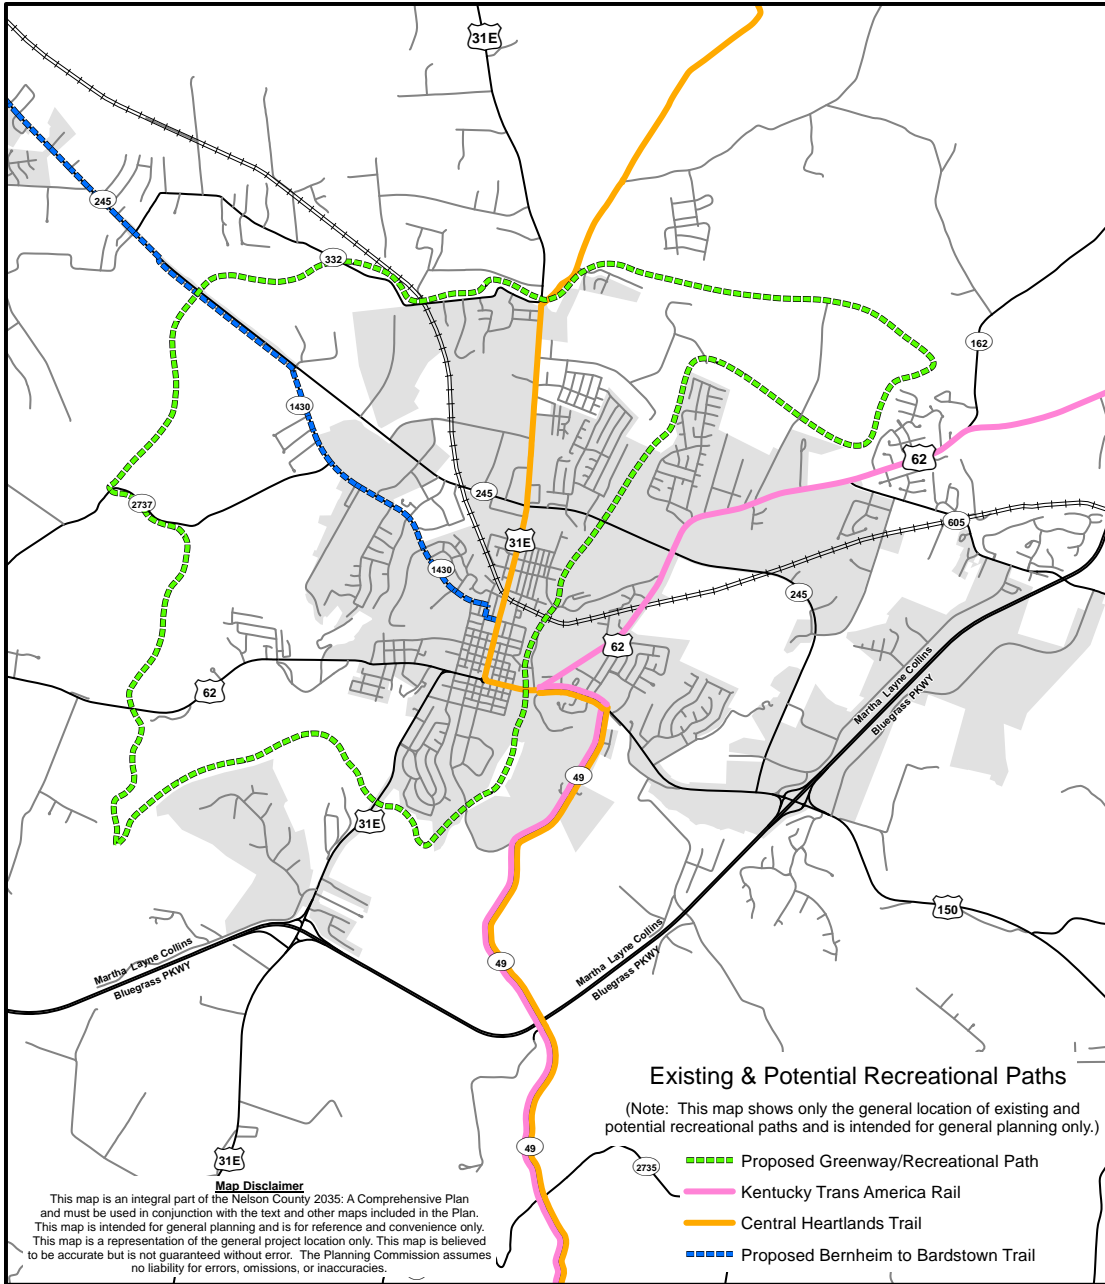 31E
245
332
162
1430
62
2737
245
605
31E
1430
245
62
62
Martha Layne Collins
Bluegrass PKWY
49
31E
150
Martha Layne Collins
Bluegrass PKWY
Martha Layne Collins
Bluegrass PKWY
49
Existing & Potential Recreational Paths
(Note: This map shows only the general location of existing and
potential recreational paths and is intended for general planning only.)
49
31E
2735
Proposed Greenway/Recreational Path
Kentucky Trans America Rail
Central Heartlands Trail
Proposed Bernheim to Bardstown Trail
Map Disclaimer
This map is an integral part of the Nelson County 2035: A Comprehensive Plan
and must be used in conjunction with the text and other maps included in the Plan.
This map is intended for general planning and is for reference and convenience only.
This map is a representation of the general project location only. This map is believed
to be accurate but is not guaranteed without error. The Planning Commission assumes
no liability for errors, omissions, or inaccuracies.